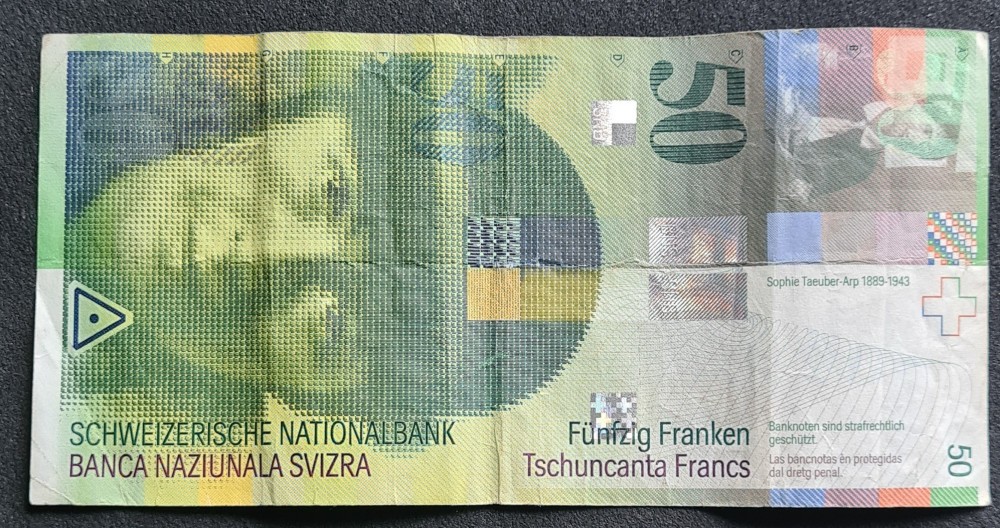 50
Sophie Taeuber-Arp 1889-1943
SCHWEIZERISCHE NATIONALBANK
BANCA NAZIUNALA SVIZRA
Fünfzig Franken
Tschuncanta Francs
Banknoten sind strafrechtlich
geschützt.
Las bancnotas èn protegidas
dal dretg penal.
50